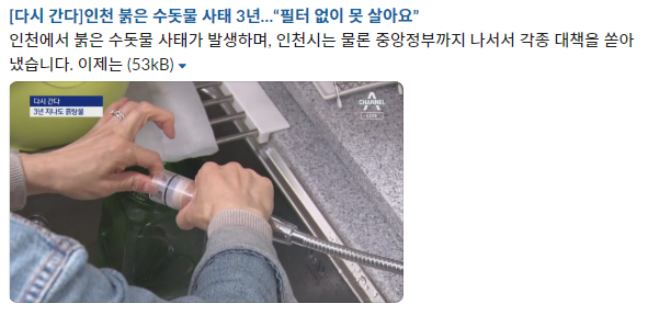 [다시 간다]인천 붉은 수돗물 사태 3년…“필터 없이 못 살아요”
인천에서 붉은 수돗물 사태가 발생하며, 인천시는 물론 중앙정부까지 나서서 각종 대책을 쏟아
냈습니다. 이제는 (53kB)
다시 간다
3년 지나도 흙탕물
CHANNEL A